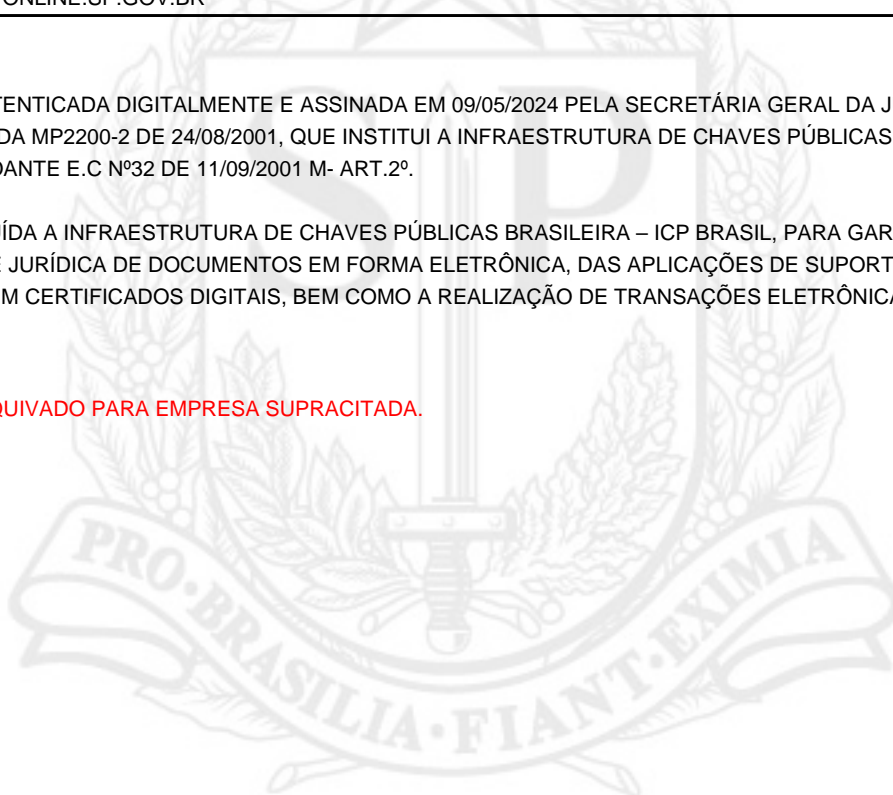 ONLINE.SP.GOV.BR
TENTICADA DIGITALMENTE E ASSINADA EM 09/05/2024 PELA SECRETÁRIA GERAL DA J
DA MP2200-2 DE 24/08/2001, QUE INSTITUI A INFRAESTRUTURA DE CHAVES PÚBLICAS
DANTE E.C Nº32 DE 11/09/2001 M- ART.2º.
ÍDA A INFRAESTRUTURA DE CHAVES PÚBLICAS BRASILEIRA – ICP BRASIL, PARA GAR
E JURÍDICA DE DOCUMENTOS EM FORMA ELETRÔNICA, DAS APLICAÇÕES DE SUPORT
M CERTIFICADOS DIGITAIS, BEM COMO A REALIZAÇÃO DE TRANSAÇÕES ELETRÔNICA
QUIVADO PARA EMPRESA SUPRACITADA.
SP
PRO·BRASILIA·FIANT·EXIMIA